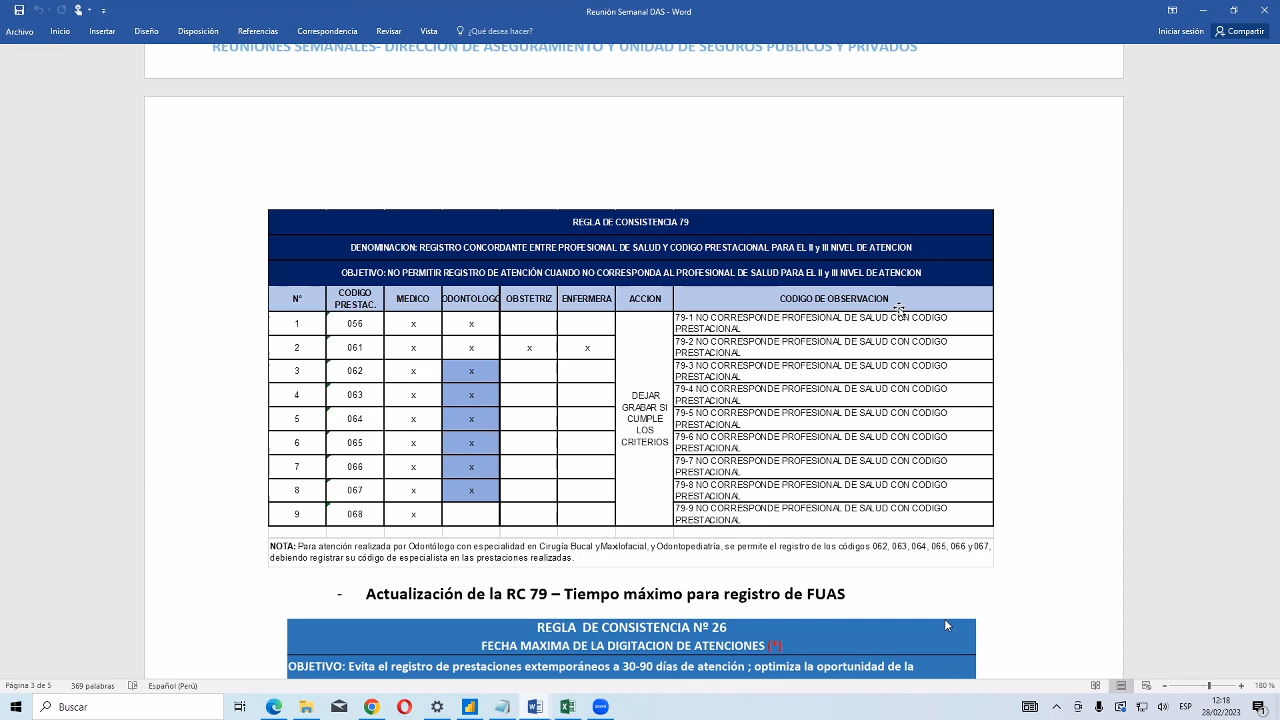 Reunión Semanal DAS - Word
Archivo Inicio Insertar Diseño Disposición Referencias Correspondencia Revisar Vista ¿Qué desea hacer? Iniciar sesión Compartir
REUNIONES SEMANALES- DIRECCION DE ASEGURAMIENTO Y UNIDAD DE SEGUROS PUBLICOS Y PRIVADOS
REGLA DE CONSISTENCIA 79
DENOMINACION: REGISTRO CONCORDANTE ENTRE PROFESIONAL DE SALUD Y CODIGO PRESTACIONAL PARA EL II y III NIVEL DE ATENCION
OBJETIVO: NO PERMITIR REGISTRO DE ATENCIÓN CUANDO NO CORRESPONDA AL PROFESIONAL DE SALUD PARA EL II y III NIVEL DE ATENCION
N° CODIGO PRESTAC. MEDICO ODONTOLOGO OBSTETRIZ ENFERMERA ACCION CODIGO DE OBSERVACION
1 056 x x 79-1 NO CORRESPONDE PROFESIONAL DE SALUD CON CODIGO
PRESTACIONAL
2 061 x x x x 79-2 NO CORRESPONDE PROFESIONAL DE SALUD CON CODIGO
PRESTACIONAL
3 062 x x 79-3 NO CORRESPONDE PROFESIONAL DE SALUD CON CODIGO
PRESTACIONAL
4 063 x x 79-4 NO CORRESPONDE PROFESIONAL DE SALUD CON CODIGO
PRESTACIONAL
5 064 x x 79-5 NO CORRESPONDE PROFESIONAL DE SALUD CON CODIGO
PRESTACIONAL
6 065 x x 79-6 NO CORRESPONDE PROFESIONAL DE SALUD CON CODIGO
PRESTACIONAL
7 066 x x 79-7 NO CORRESPONDE PROFESIONAL DE SALUD CON CODIGO
PRESTACIONAL
8 067 x x 79-8 NO CORRESPONDE PROFESIONAL DE SALUD CON CODIGO
PRESTACIONAL
9 068 x 79-9 NO CORRESPONDE PROFESIONAL DE SALUD CON CODIGO
PRESTACIONAL
DEJAR
GRABAR SI
CUMPLE
LOS
CRITERIOS
NOTA: Para atención realizada por Odontólogo con especialidad en Cirugía Bucal y Maxilofacial, y Odontopediatría, se permite el registro de los códigos 062, 063, 064, 065, 066 y 067,
debiendo registrar su código de especialista en las prestaciones realizadas.
- Actualización de la RC 79 – Tiempo máximo para registro de FUAS
REGLA DE CONSISTENCIA Nº 26
FECHA MAXIMA DE LA DIGITACION DE ATENCIONES (*)
OBJETIVO: Evita el registro de prestaciones extemporáneos a 30-90 días de atención ; optimiza la oportunidad de la
Página 3 de 5 369 palabras Español (Perú) 180 %
Buscar zoom ESP 12:18
28/02/2023